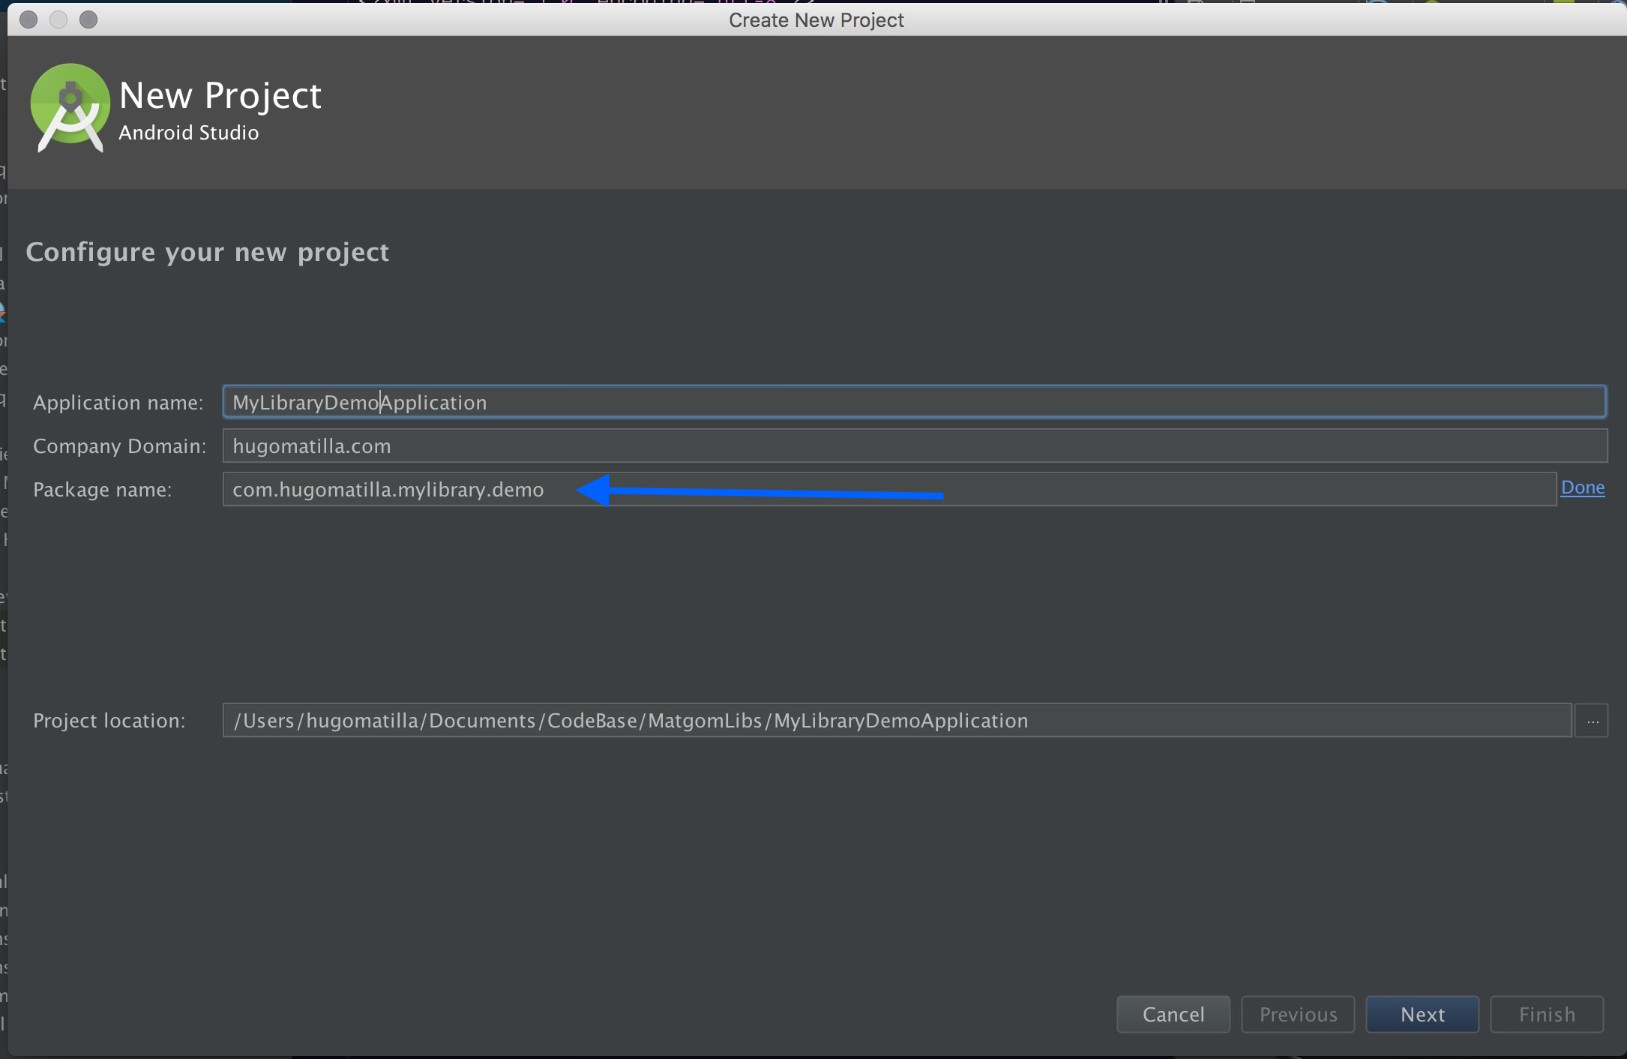 Create New Project
New Project
Android Studio
Configure your new project
Application name: MyLibraryDemoApplication
Company Domain: hugomatilla.com
Package name: com.hugomatilla.mylibrary.demo Done
Project location: /Users/hugomatilla/Documents/CodeBase/MatgomLibs/MyLibraryDemoApplication ...
Cancel Previous Next Finish